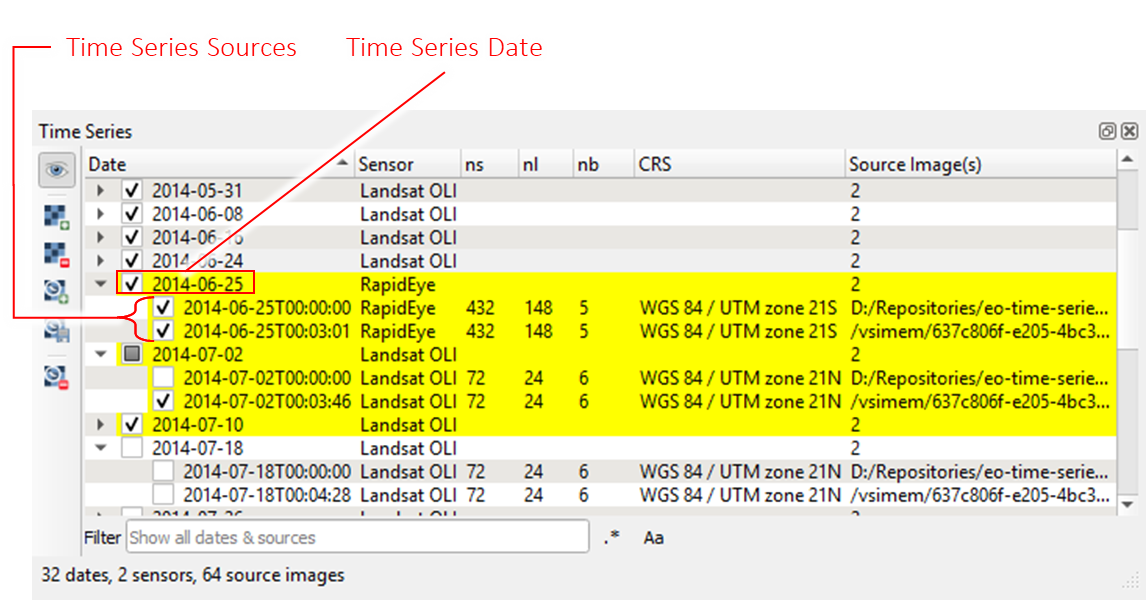 Time Series Sources Time Series Date
Time Series
Date Sensor ns nl nb CRS Source Image(s)
2014-05-31 Landsat OLI 2
2014-06-08 Landsat OLI 2
2014-06-16 Landsat OLI 2
2014-06-24 Landsat OLI 2
2014-06-25 RapidEye 2
2014-06-25T00:00:00 RapidEye 432 148 5 WGS 84 / UTM zone 21S D:/Repositories/eo-time-serie...
2014-06-25T00:03:01 RapidEye 432 148 5 WGS 84 / UTM zone 21S /vsimem/637c806f-e205-4bc3...
2014-07-02 Landsat OLI 2
2014-07-02T00:00:00 Landsat OLI 72 24 6 WGS 84 / UTM zone 21N D:/Repositories/eo-time-serie...
2014-07-02T00:03:46 Landsat OLI 72 24 6 WGS 84 / UTM zone 21N /vsimem/637c806f-e205-4bc3...
2014-07-10 Landsat OLI 2
2014-07-18 Landsat OLI 2
2014-07-18T00:00:00 Landsat OLI 72 24 6 WGS 84 / UTM zone 21N D:/Repositories/eo-time-serie...
2014-07-18T00:04:28 Landsat OLI 72 24 6 WGS 84 / UTM zone 21N /vsimem/637c806f-e205-4bc3...
Filter Show all dates & sources .* Aa
32 dates, 2 sensors, 64 source images